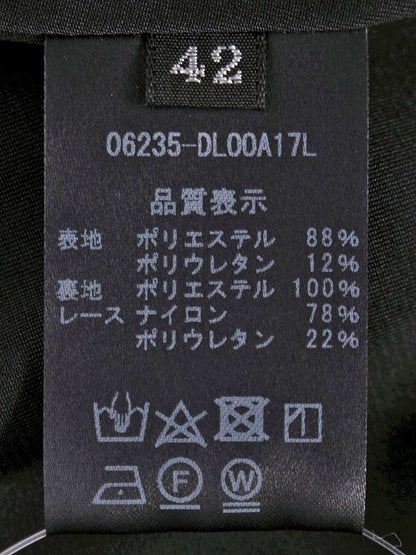 42
06235-DL00A17L
品質表示
表地 ポリエステル 88%
ポリウレタン 12%
裏地 ポリエステル 100%
レース ナイロン 78%
ポリウレタン 22%
F W